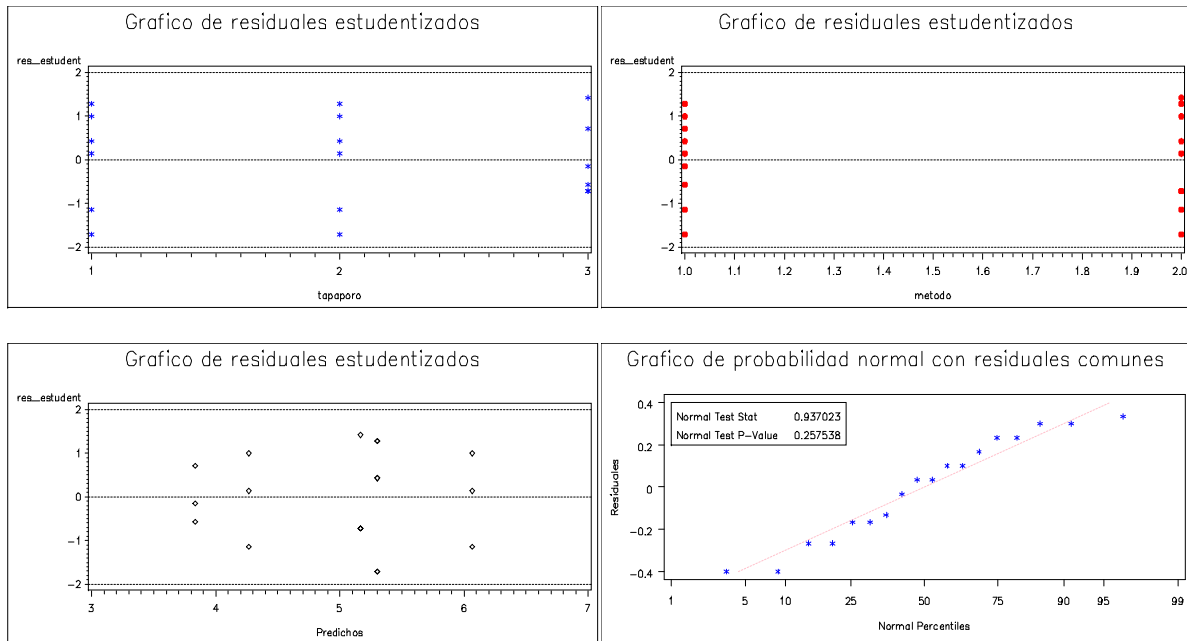 Grafico de residuales estudentizados
res_estudent
2
1
0
-1
-2
1 2 3
tapaporo
Grafico de residuales estudentizados
res_estudent
2
1
0
-1
-2
1.0 1.1 1.2 1.3 1.4 1.5 1.6 1.7 1.8 1.9 2.0
metodo
Grafico de residuales estudentizados
res_estudent
2
1
0
-1
-2
3 4 5 6 7
Predichos
Grafico de probabilidad normal con residuales comunes
Normal Test Stat 0.937023
Normal Test P-Value 0.257538
Residuales
0.4
0.2
0
-0.2
-0.4
1 5 10 25 50 75 90 95 99
Normal Percentiles